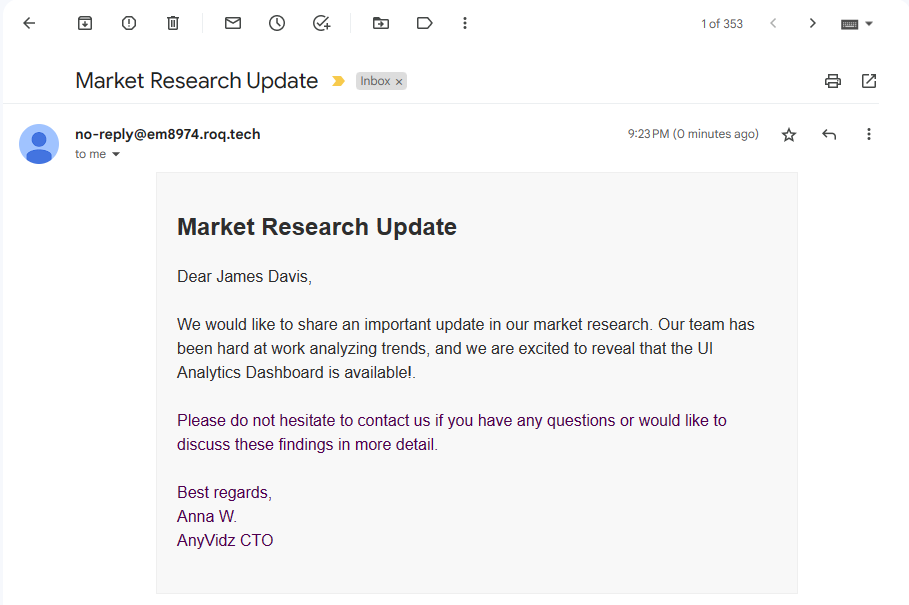 1 of 353
Market Research Update
Inbox ×
no-reply@em8974.roq.tech
9:23 PM (0 minutes ago)
to me
Market Research Update
Dear James Davis,
We would like to share an important update in our market research. Our team has
been hard at work analyzing trends, and we are excited to reveal that the UI
Analytics Dashboard is available!.
Please do not hesitate to contact us if you have any questions or would like to
discuss these findings in more detail.
Best regards,
Anna W.
AnyVidz CTO